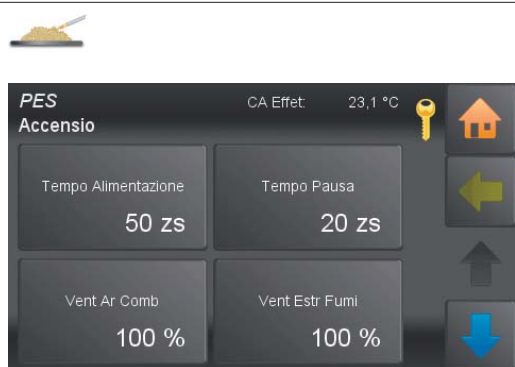 PES CA Effet: 23,1 °C
Accensio
Tempo Alimentazione Tempo Pausa
50 zs 20 zs
Vent Ar Comb Vent Estr Fumi
100 % 100 %